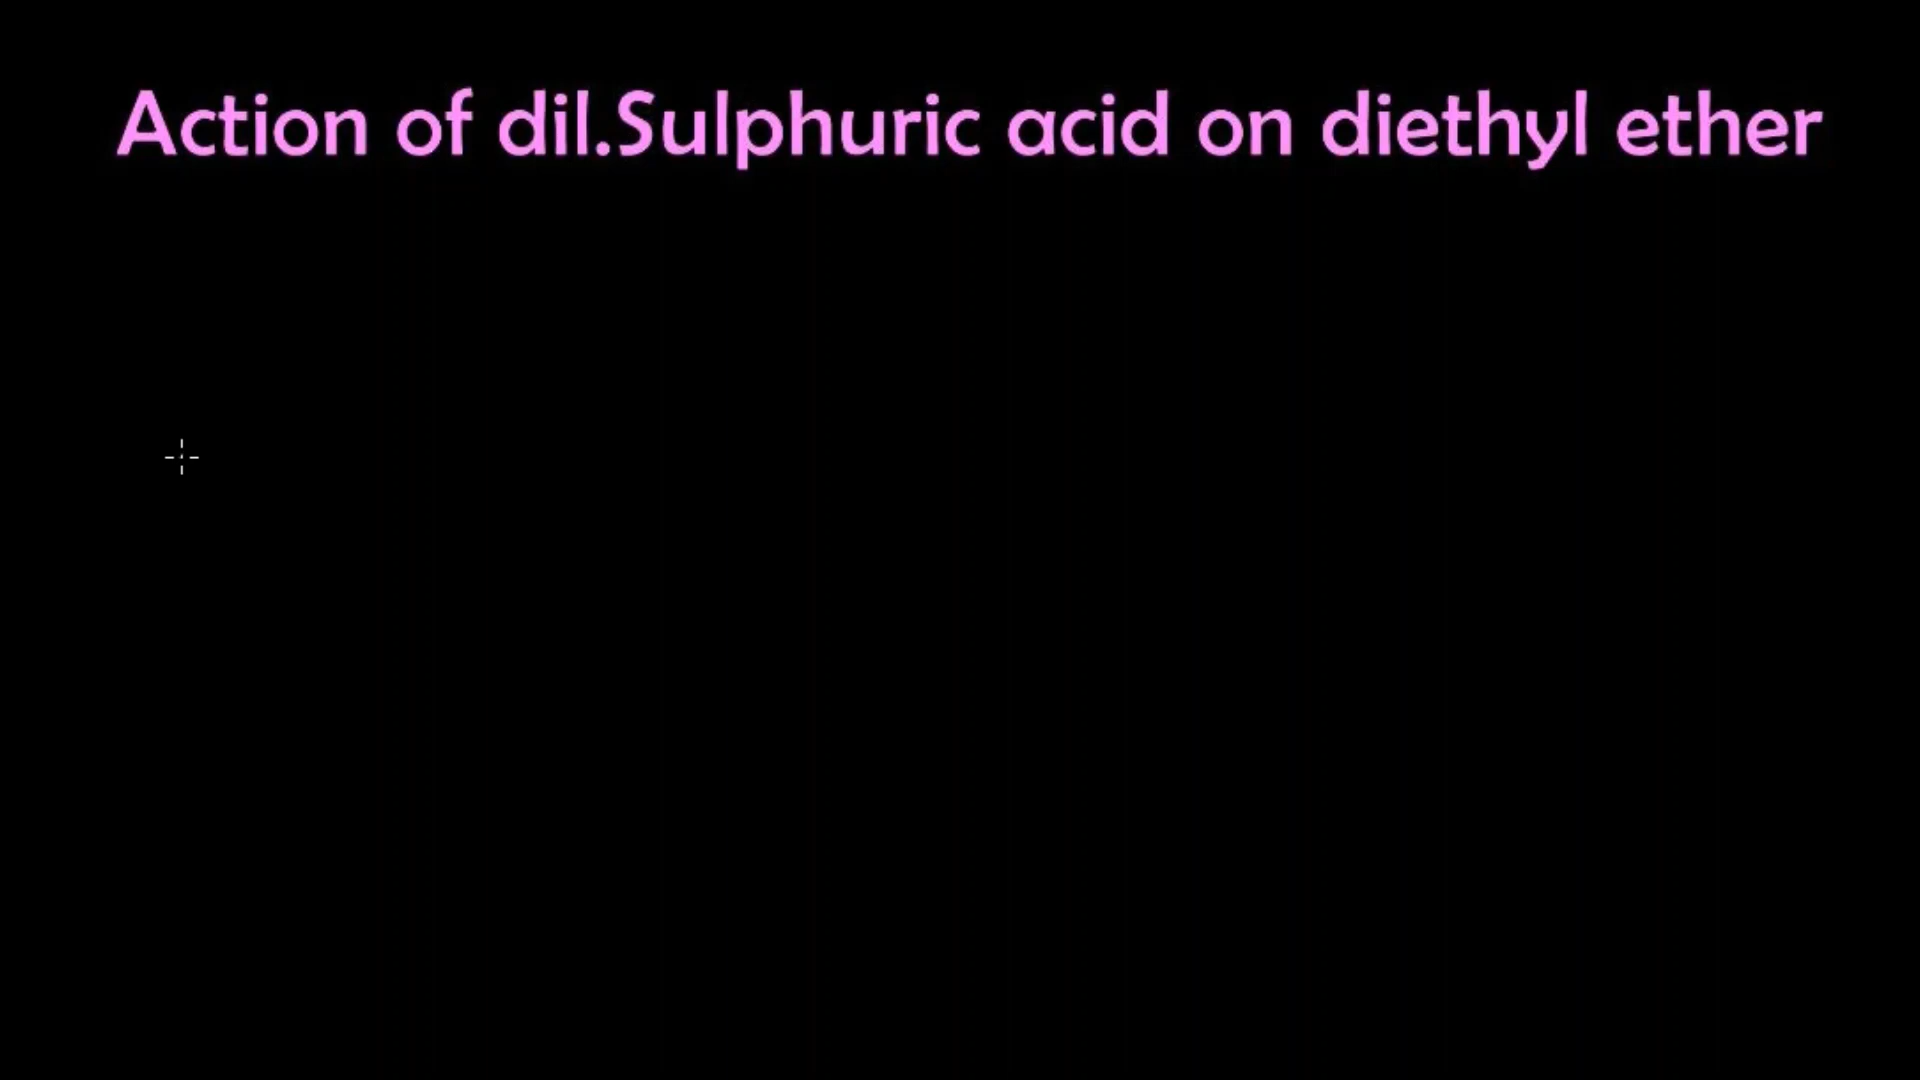 Action of dil.Sulphuric acid on diethyl ether